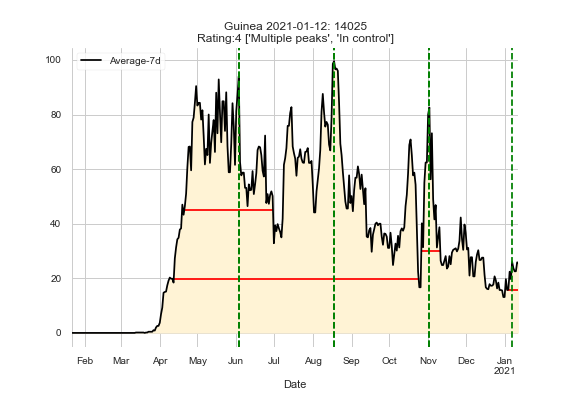 Guinea 2021-01-12: 14025
Rating:4 ['Multiple peaks', 'In control']
Average-7d
100
80
60
40
20
0
Feb Mar Apr May Jun Jul Aug Sep Oct Nov Dec Jan
2021
Date